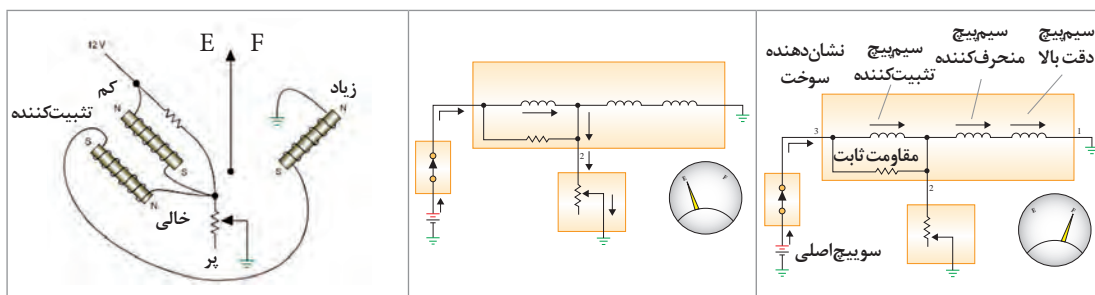 زیاد
E F
12 V
کم
تثبیت‌کننده
N
N
S
S
S
N
خالی
پر
2
E F
سیم‌پیچ دقت بالا
سیم‌پیچ منحرف‌کننده
سیم‌پیچ تثبیت‌کننده
نشان‌دهنده سوخت
3
1
مقاومت ثابت
2
سوییچ اصلی
E F